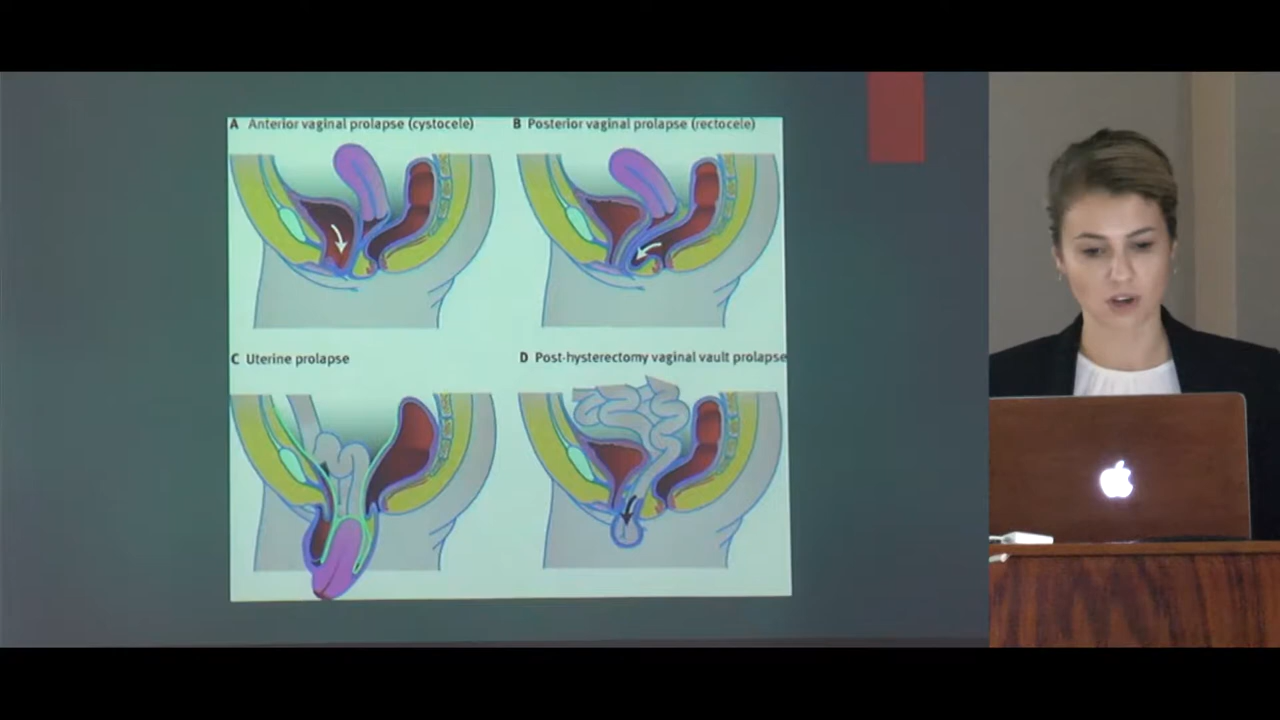 A Anterior vaginal prolapse (cystocele)
B Posterior vaginal prolapse (rectocele)
C Uterine prolapse
D Post-hysterectomy vaginal vault prolapse